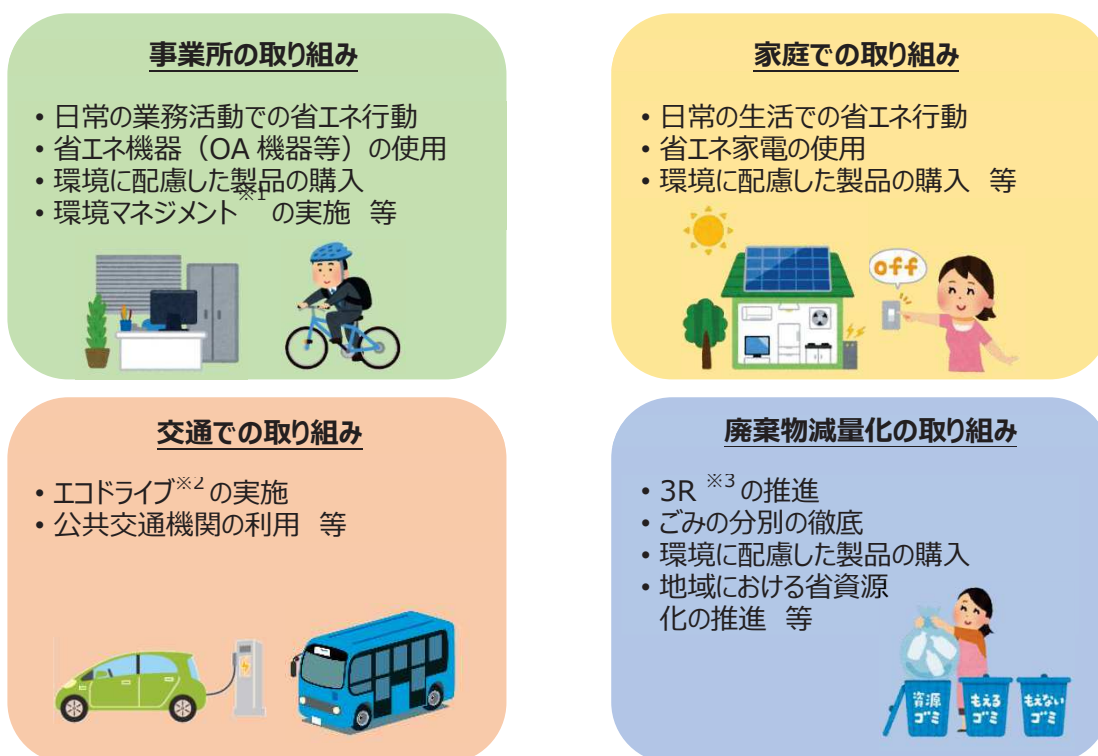 事業所の取り組み
• 日常の業務活動での省エネ行動
• 省エネ機器（OA 機器等）の使用
• 環境に配慮した製品の購入
• 環境マネジメント※1の実施 等
家庭での取り組み
• 日常の生活での省エネ行動
• 省エネ家電の使用
• 環境に配慮した製品の購入 等
off
交通での取り組み
• エコドライブ※2の実施
• 公共交通機関の利用 等
廃棄物減量化の取り組み
• 3R ※3の推進
• ごみの分別の徹底
• 環境に配慮した製品の購入
• 地域における省資源
化の推進 等
資源
ゴミ
もえる
ゴミ
もえない
ゴミ